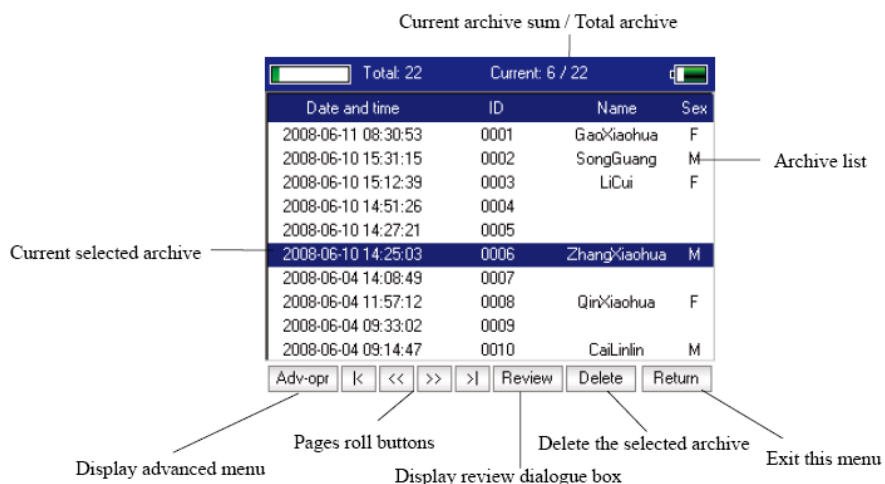 Current archive sum / Total archive
Total: 22 Current: 6 / 22
Date and time ID Name Sex
2008-06-11 08:30:53 0001 GaoXiaohua F
2008-06-10 15:31:15 0002 SongGuang M
Archive list
2008-06-10 15:12:39 0003 LiCui F
2008-06-10 14:51:26 0004
2008-06-10 14:27:21 0005
Current selected archive
2008-06-10 14:25:03 0006 ZhangXiaohua M
2008-06-04 14:08:49 0007
2008-06-04 11:57:12 0008 QinXiaohua F
2008-06-04 09:33:02 0009
2008-06-04 09:14:47 0010 CaiLinlin M
Adv-opr |< << >> >| Review Delete Return
Pages roll buttons
Delete the selected archive
Exit this menu
Display advanced menu
Display review dialogue box